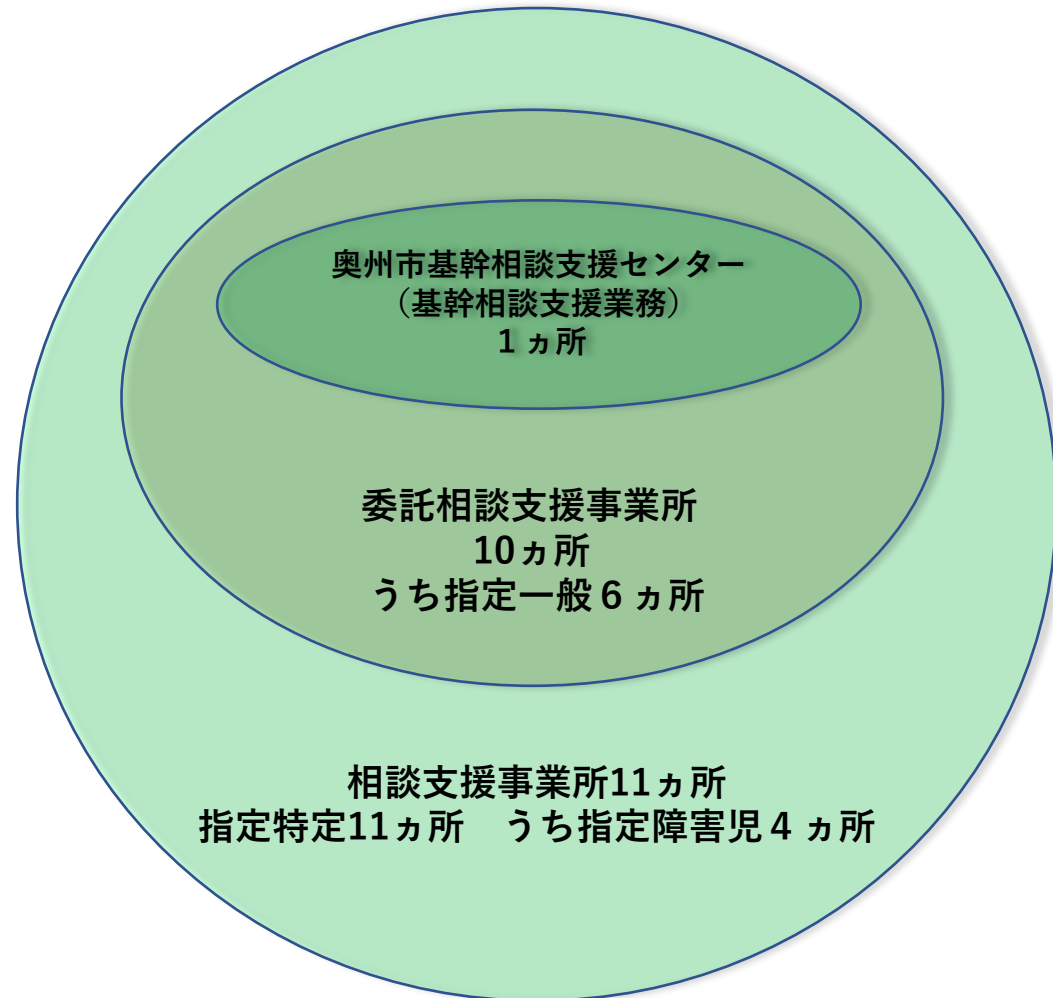 奥州市基幹相談支援センター
（基幹相談支援業務）
１ヵ所
委託相談支援事業所
10ヵ所
うち指定一般６ヵ所
相談支援事業所11ヵ所
指定特定11ヵ所　うち指定障害児４ヵ所